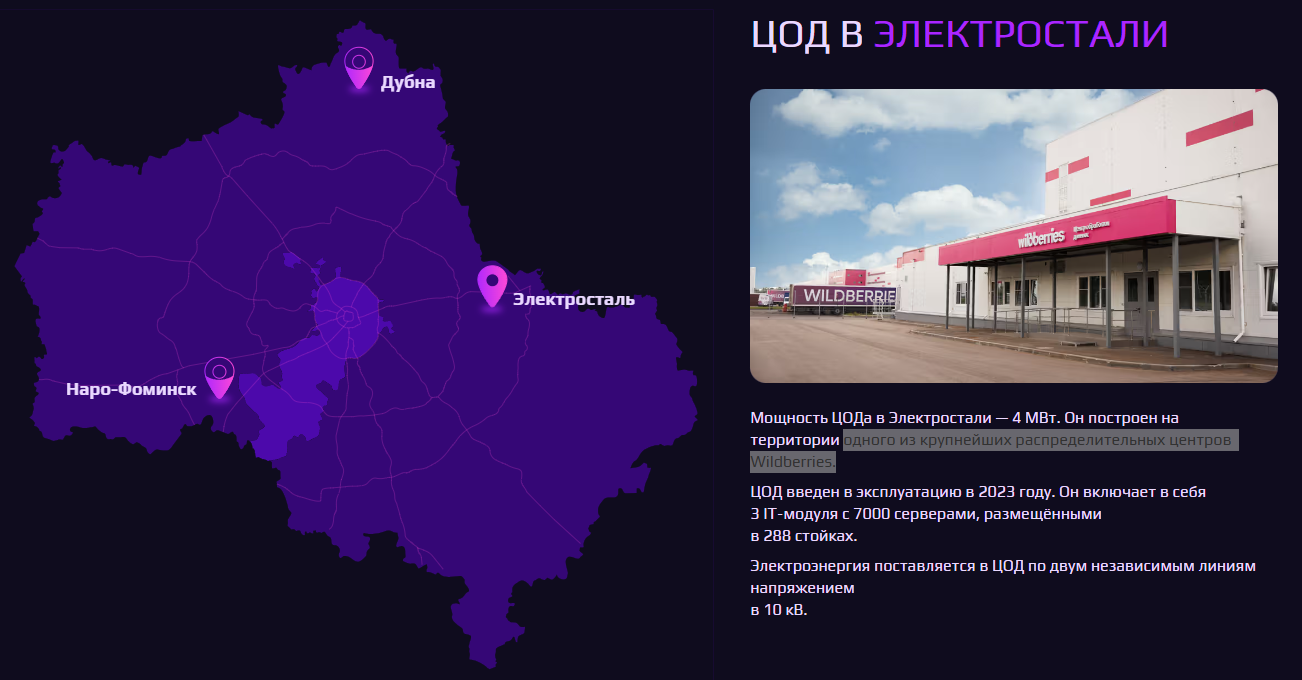 Дубна
Электросталь
Наро-Фоминск
ЦОД В ЭЛЕКТРОСТАЛИ
wildberries
WILDBERRIE
Мощность ЦОДа в Электростали — 4 МВт. Он построен на
территории одного из крупнейших распределительных центров
Wildberries.
ЦОД введен в эксплуатацию в 2023 году. Он включает в себя
3 IT-модуля с 7000 серверами, размещёнными
в 288 стойках.
Электроэнергия поставляется в ЦОД по двум независимым линиям
напряжением
в 10 кВ.